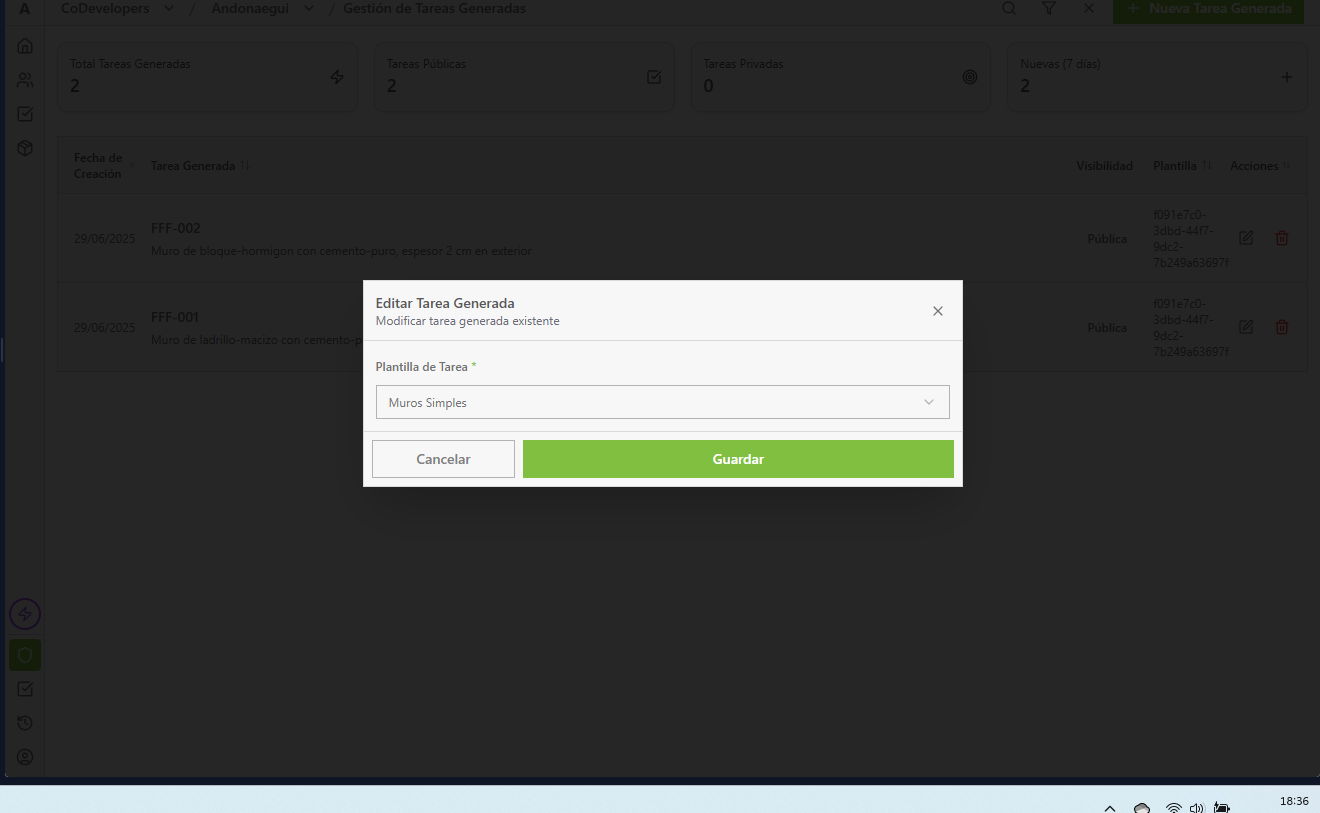 A CoDevelopers / Andonaegui / Gestión de Tareas Generadas + Nueva Tarea Generada
Total Tareas Generadas
2
Tareas Públicas
2
Tareas Privadas
0
Nuevas (7 días)
2
Fecha de Creación Tarea Generada Visibilidad Plantilla Acciones
29/06/2025
FFF-002
Muro de bloque-hormigon con cemento-puro, espesor 2 cm en exterior
Pública
f091e7c0-
3dbd-44f7-
9dc2-
7b249a63697f
29/06/2025
FFF-001
Muro de ladrillo-macizo con cemento-p
Pública
f091e7c0-
3dbd-44f7-
9dc2-
7b249a63697f
Editar Tarea Generada
Modificar tarea generada existente
Plantilla de Tarea *
Muros Simples
Cancelar Guardar
18:36